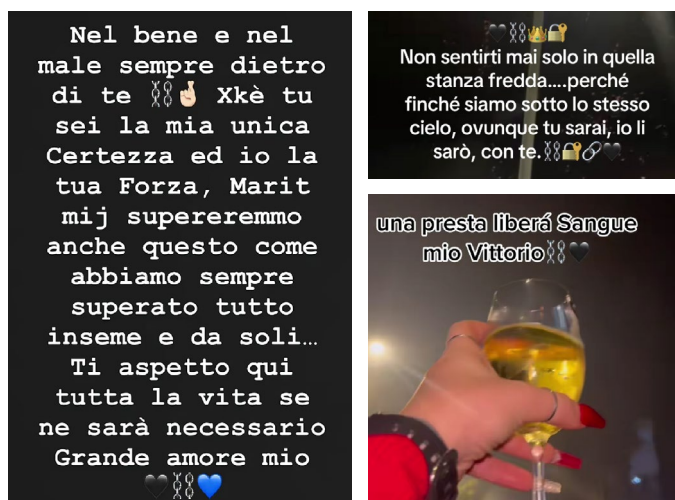 Nel bene e nel
male sempre dietro
di te ⛓️🤞🏻 Xkè tu
sei la mia unica
Certezza ed io la
tua Forza, Marit
mij supereremmo
anche questo come
abbiamo sempre
superato tutto
inseme e da soli…
Ti aspetto qui
tutta la vita se
ne sarà necessario
Grande amore mio
🖤⛓️💙
🖤⛓️👑🔐
Non sentirti mai solo in quella
stanza fredda....perché
finché siamo sotto lo stesso
cielo, ovunque tu sarai, io li
sarò, con te.⛓️🔐🔗🖤
una presta liberá Sangue
mio Vittorio⛓️🖤